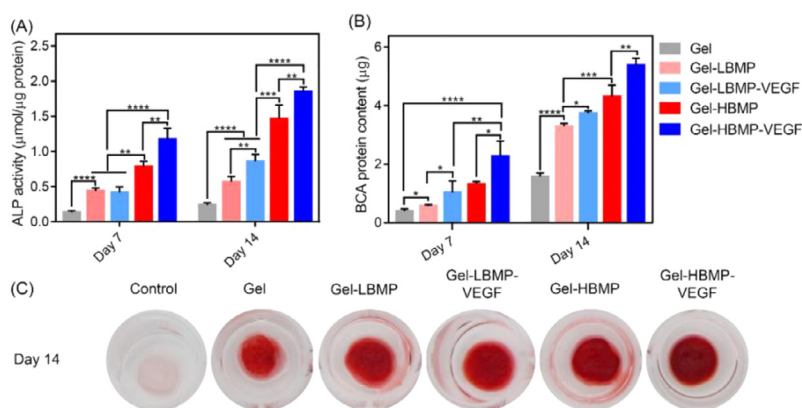 (A)
ALP activity (μmol/μg protein)
2.5
2.0
1.5
1.0
0.5
0.0
****
**
****
**
****
**
****
**
***
****
Day 7
Day 14
(B)
BCA protein content (μg)
6
4
2
0
*
*
****
**
*
****
*
***
**
Day 7
Day 14
Gel
Gel-LBMP
Gel-LBMP-VEGF
Gel-HBMP
Gel-HBMP-VEGF
(C)
Control
Gel
Gel-LBMP
Gel-LBMP-
VEGF
Gel-HBMP
Gel-HBMP-
VEGF
Day 14